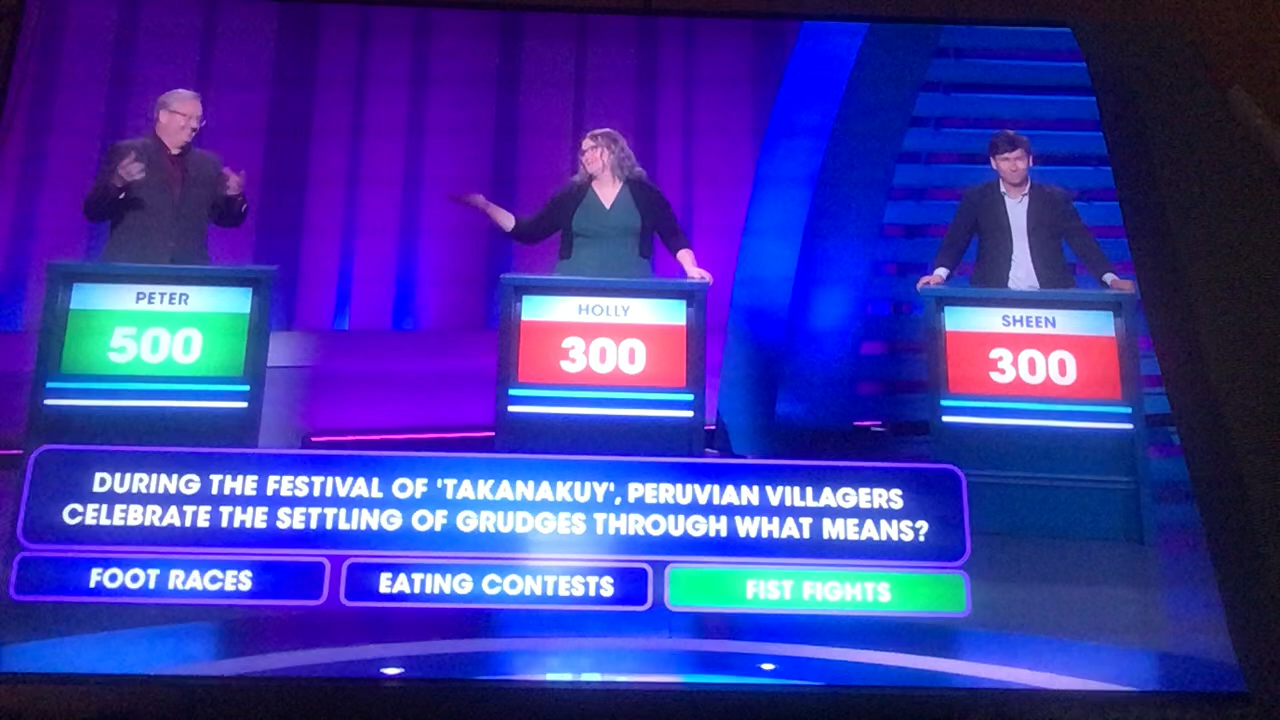 PETER
500
HOLLY
300
SHEEN
300
DURING THE FESTIVAL OF 'TAKANAKUY', PERUVIAN VILLAGERS
CELEBRATE THE SETTLING OF GRUDGES THROUGH WHAT MEANS?
FOOT RACES
EATING CONTESTS
FIST FIGHTS